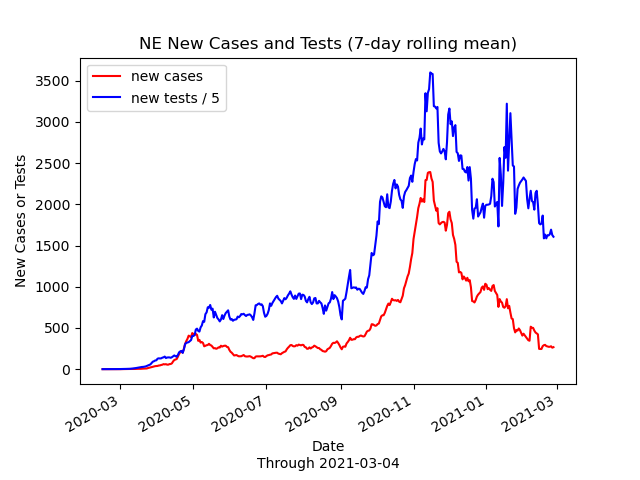 NE New Cases and Tests (7-day rolling mean)
new cases
new tests / 5
New Cases or Tests
3500
3000
2500
2000
1500
1000
500
0
2020-03
2020-05
2020-07
2020-09
2020-11
2021-01
2021-03
Date
Through 2021-03-04